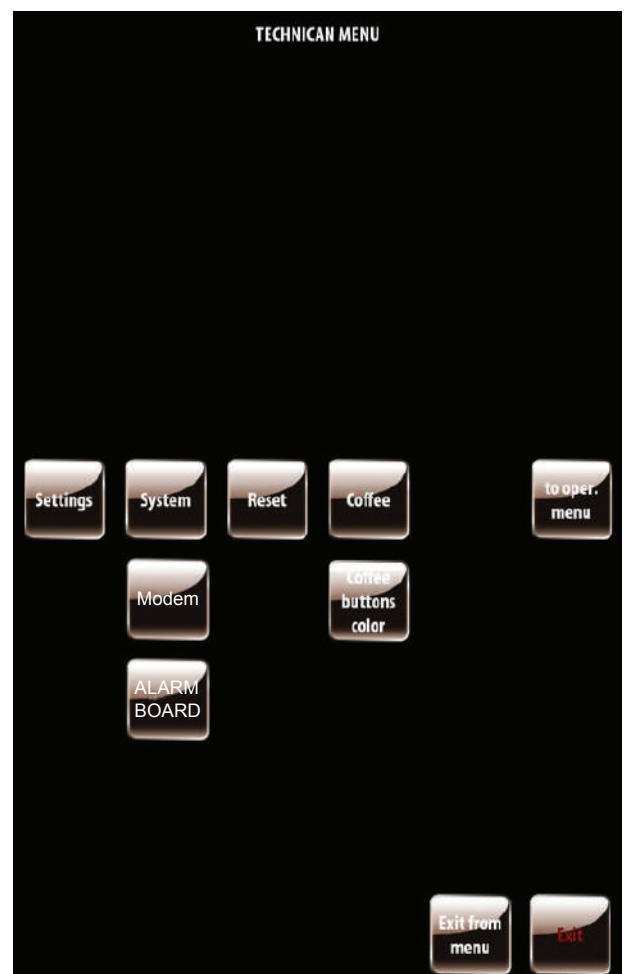 TECHNICAN MENU
Settings
System
Reset
Coffee
to oper.
menu
Modem
Coffee
buttons
color
ALARM
BOARD
Exit from
menu
Exit